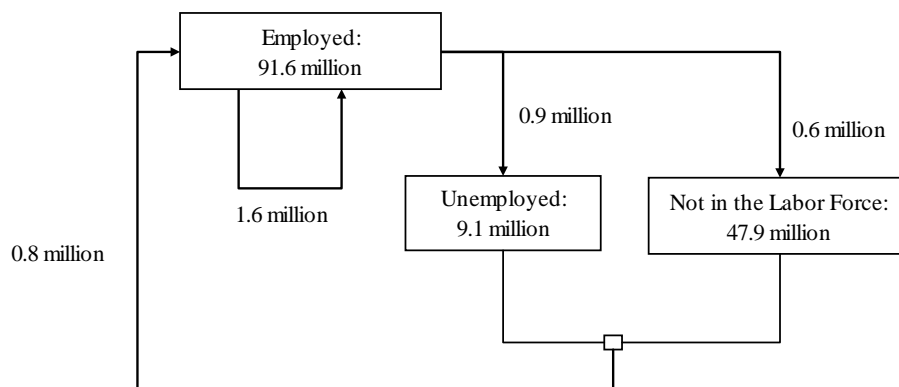 Employed:
91.6 million
0.9 million
0.6 million
Unemployed:
9.1 million
Not in the Labor Force:
47.9 million
1.6 million
0.8 million